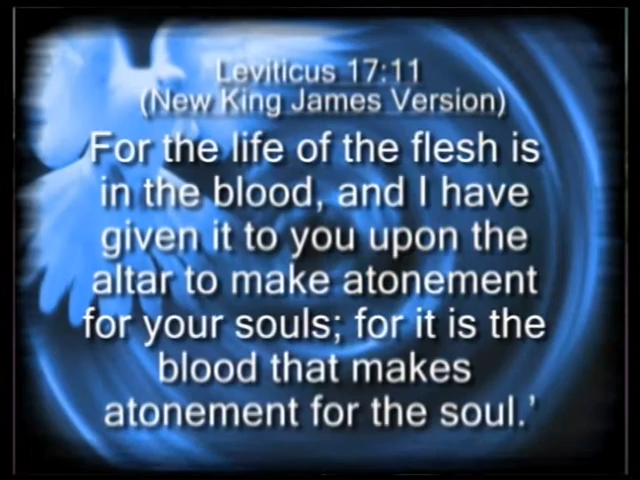 Leviticus 17:11
(New King James Version)
For the life of the flesh is
in the blood, and I have
given it to you upon the
altar to make atonement
for your souls; for it is the
blood that makes
atonement for the soul.’